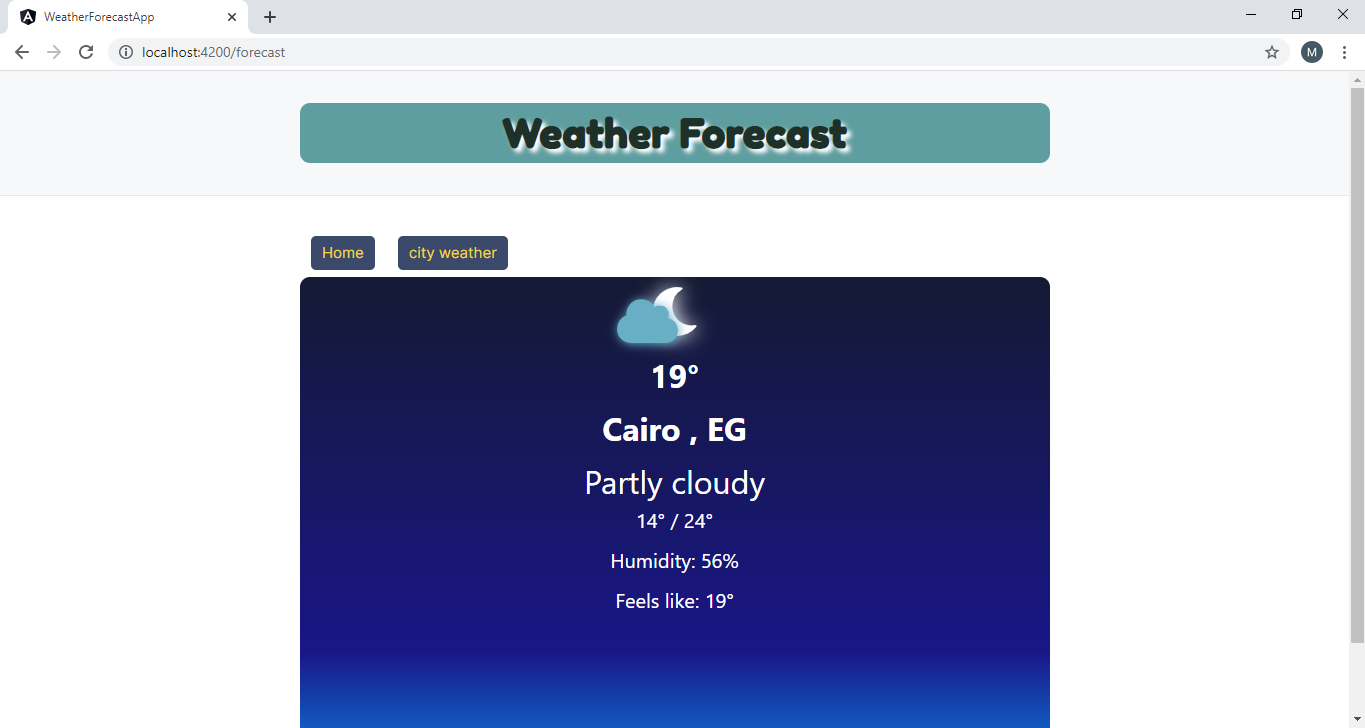 WeatherForecastApp
localhost:4200/forecast
M
Weather Forecast
Home city weather
19°
Cairo , EG
Partly cloudy
14° / 24°
Humidity: 56%
Feels like: 19°